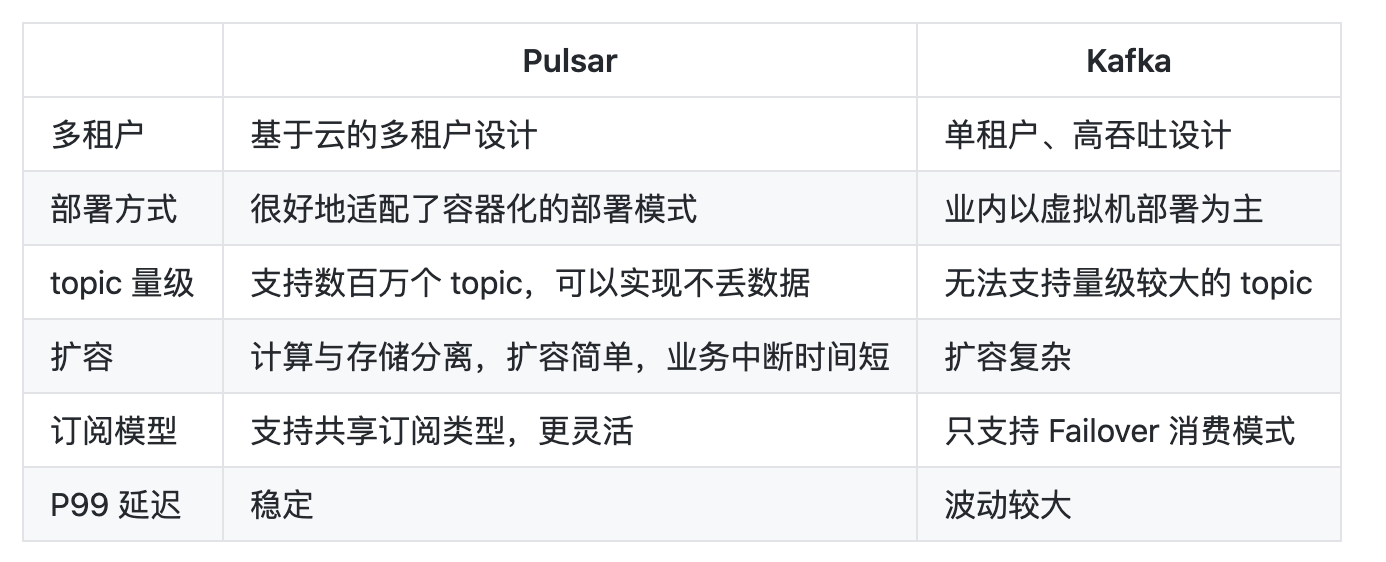 Pulsar Kafka
多租户 基于云的多租户设计 单租户、高吞吐设计
部署方式 很好地适配了容器化的部署模式 业内以虚拟机部署为主
topic 量级 支持数百万个 topic，可以实现不丢数据 无法支持量级较大的 topic
扩容 计算与存储分离，扩容简单，业务中断时间短 扩容复杂
订阅模型 支持共享订阅类型，更灵活 只支持 Failover 消费模式
P99 延迟 稳定 波动较大